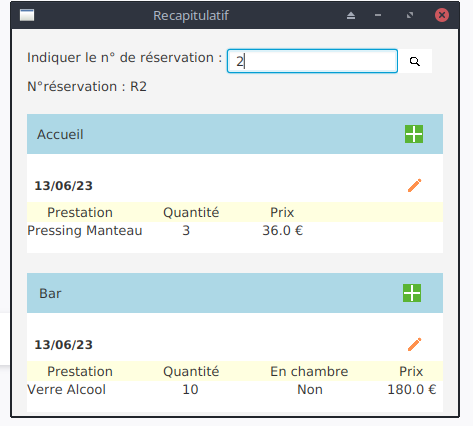 Recapitulatif
Indiquer le n° de réservation : 2
N°réservation : R2
Accueil
13/06/23
Prestation Quantité Prix
Pressing Manteau 3 36.0 €
Bar
13/06/23
Prestation Quantité En chambre Prix
Verre Alcool 10 Non 180.0 €